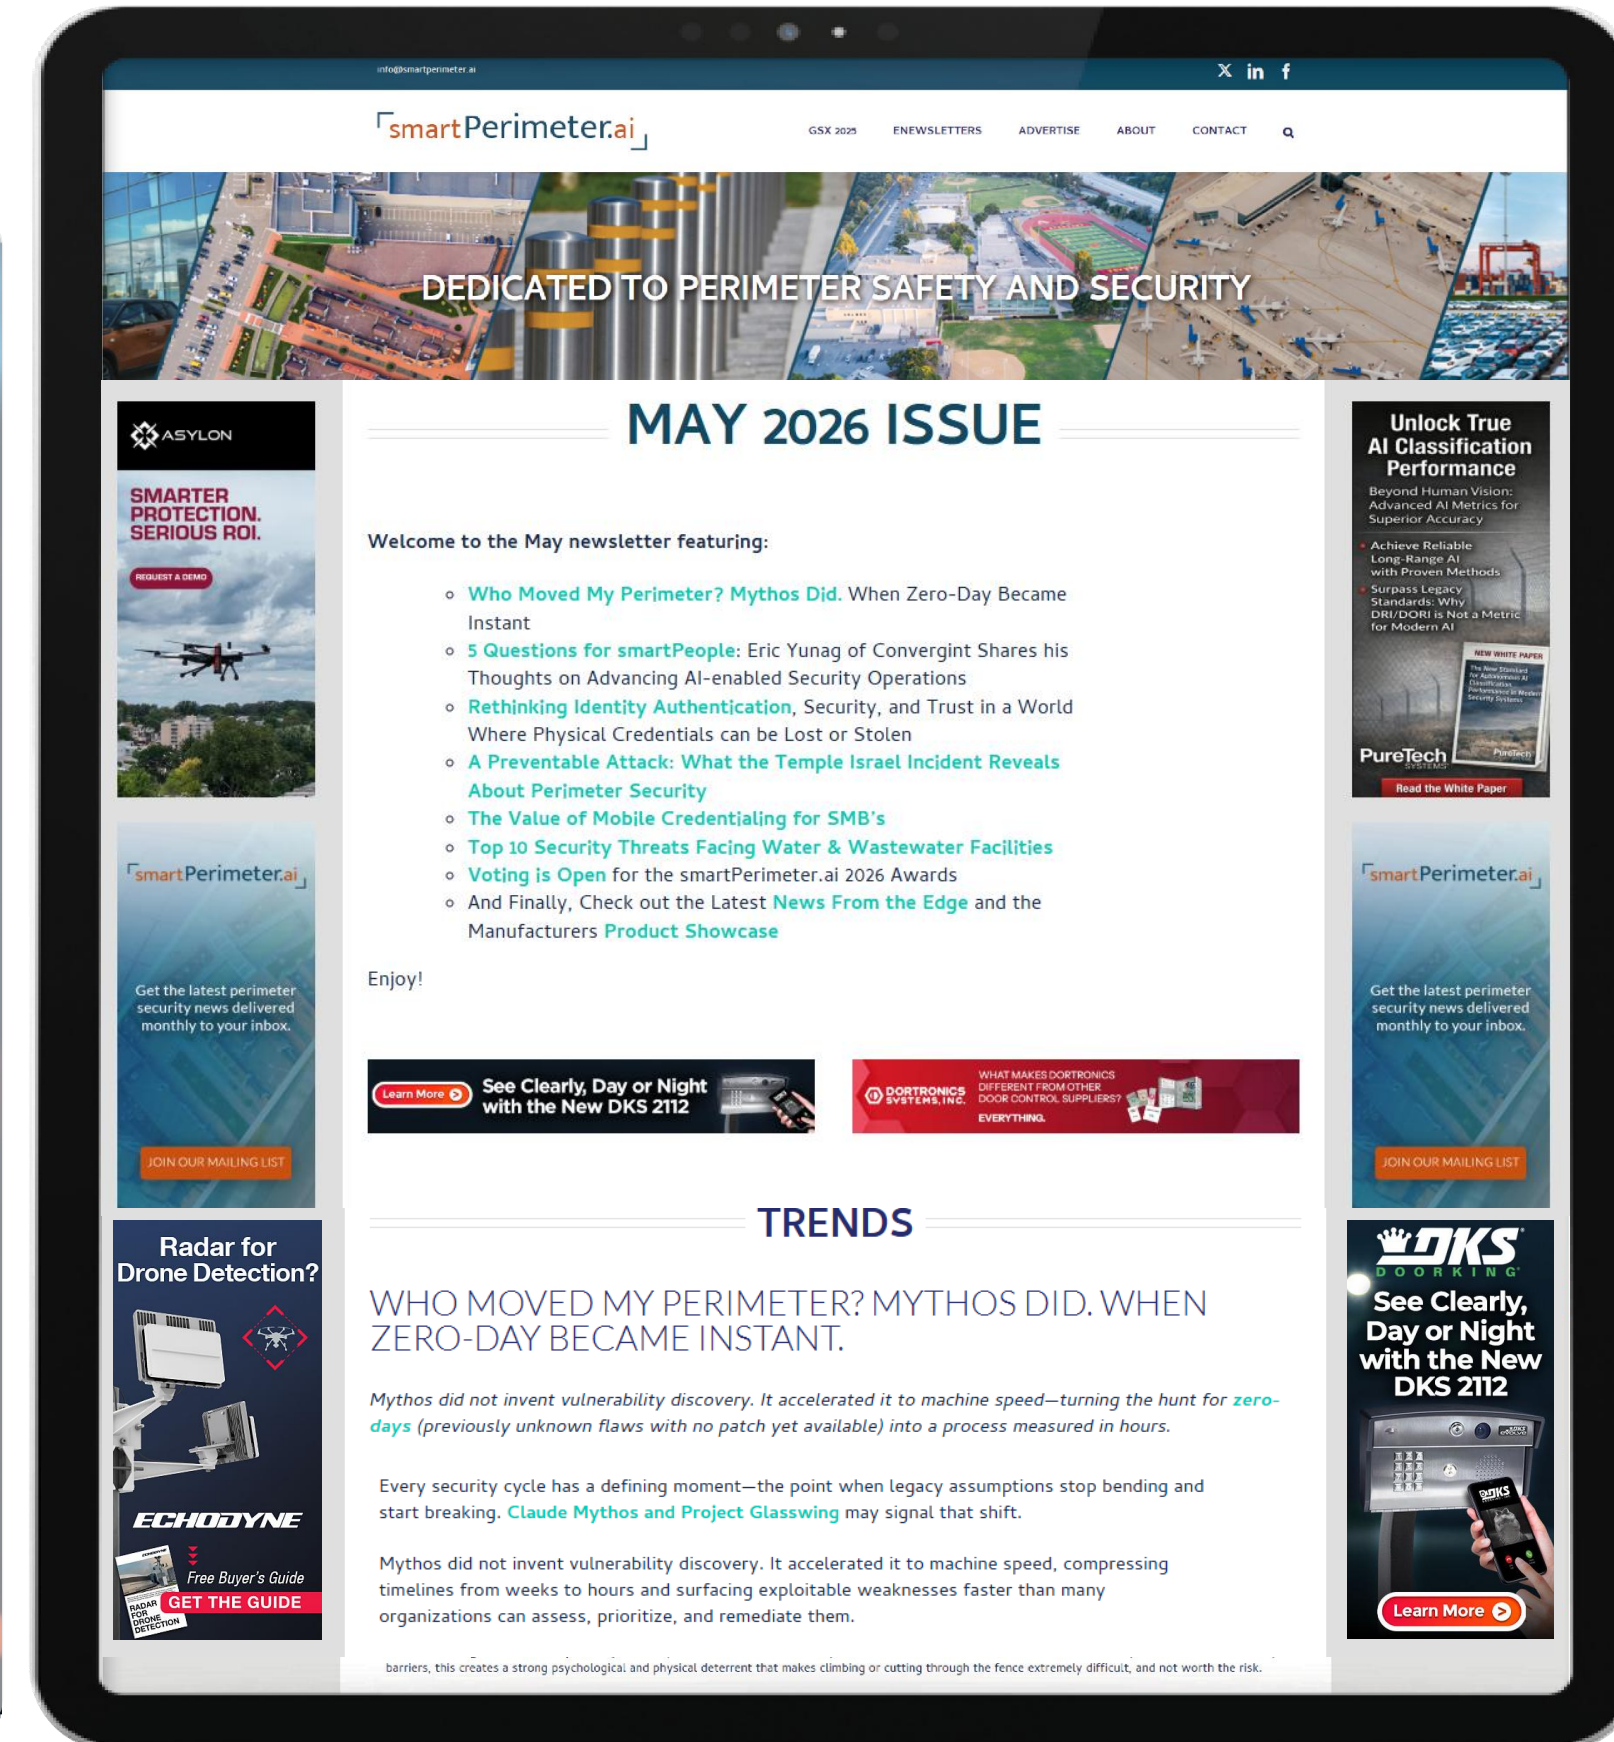 info@smartperimeter.ai
smartPerimeter.ai
GSX 2025 ENEWSLETTERS ADVERTISE ABOUT CONTACT
DEDICATED TO PERIMETER SAFETY AND SECURITY
MAY 2026 ISSUE
Welcome to the May newsletter featuring:
Who Moved My Perimeter? Mythos Did. When Zero-Day Became
Instant
5 Questions for smartPeople: Eric Yunag of Convergint Shares his
Thoughts on Advancing AI-enabled Security Operations
Rethinking Identity Authentication, Security, and Trust in a World
Where Physical Credentials can be Lost or Stolen
A Preventable Attack: What the Temple Israel Incident Reveals
About Perimeter Security
The Value of Mobile Credentialing for SMB's
Top 10 Security Threats Facing Water & Wastewater Facilities
Voting is Open for the smartPerimeter.ai 2026 Awards
And Finally, Check out the Latest News From the Edge and the
Manufacturers Product Showcase
Enjoy!
Learn More
See Clearly, Day or Night
with the New DKS 2112
DORTRONICS
SYSTEMS, INC.
WHAT MAKES DORTRONICS
DIFFERENT FROM OTHER
DOOR CONTROL SUPPLIERS?
EVERYTHING.
TRENDS
WHO MOVED MY PERIMETER? MYTHOS DID. WHEN
ZERO-DAY BECAME INSTANT.
Mythos did not invent vulnerability discovery. It accelerated it to machine speed—turning the hunt for zero-
days (previously unknown flaws with no patch yet available) into a process measured in hours.
Every security cycle has a defining moment—the point when legacy assumptions stop bending and
start breaking. Claude Mythos and Project Glasswing may signal that shift.
Mythos did not invent vulnerability discovery. It accelerated it to machine speed, compressing
timelines from weeks to hours and surfacing exploitable weaknesses faster than many
organizations can assess, prioritize, and remediate them.
barriers, this creates a strong psychological and physical deterrent that makes climbing or cutting through the fence extremely difficult, and not worth the risk.
ASYLON
SMARTER
PROTECTION.
SERIOUS ROI.
REQUEST A DEMO
smartPerimeter.ai
Get the latest perimeter
security news delivered
monthly to your inbox.
JOIN OUR MAILING LIST
Radar for
Drone Detection?
ECHODYNE
Free Buyer's Guide
GET THE GUIDE
RADAR
FOR
DRONE
DETECTION
Unlock True
AI Classification
Performance
Beyond Human Vision:
Advanced AI Metrics for
Superior Accuracy
Achieve Reliable
Long-Range AI
with Proven Methods
Surpass Legacy
Standards: Why
DRI/DORI is Not a Metric
for Modern AI
NEW WHITE PAPER
The New Standard
for Autonomous AI
Classification
Performance in Modern
Security Systems
PureTech
SYSTEMS
PureTech
Read the White Paper
smartPerimeter.ai
Get the latest perimeter
security news delivered
monthly to your inbox.
JOIN OUR MAILING LIST
DKS
DOORKING
See Clearly,
Day or Night
with the New
DKS 2112
DKS
Learn More